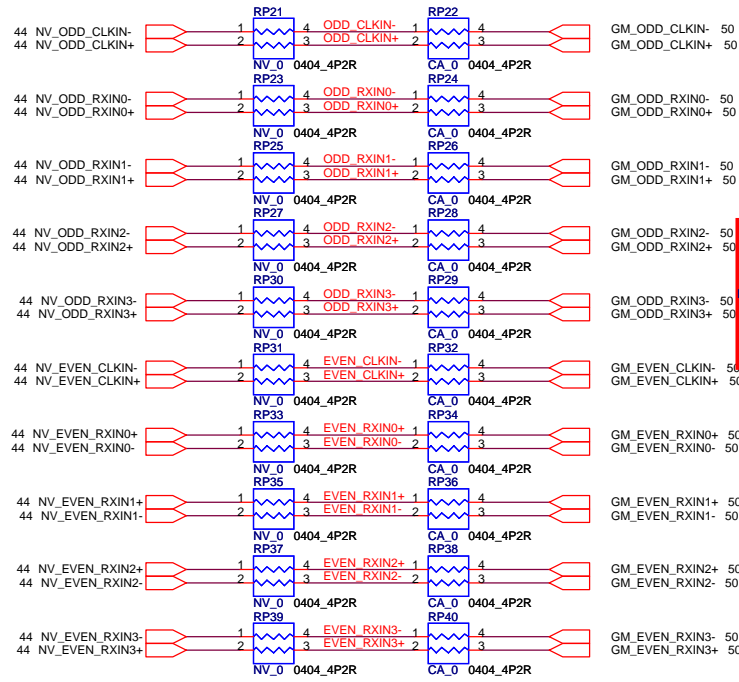 RP21 RP22
44 NV_ODD_CLKIN- 1 4 ODD_CLKIN- 1 4 GM_ODD_CLKIN- 50
44 NV_ODD_CLKIN+ 2 3 ODD_CLKIN+ 2 3 GM_ODD_CLKIN+ 50
NV_0 0404_4P2R CA_0 0404_4P2R
RP23 RP24
44 NV_ODD_RXIN0- 1 4 ODD_RXIN0- 1 4 GM_ODD_RXIN0- 50
44 NV_ODD_RXIN0+ 2 3 ODD_RXIN0+ 2 3 GM_ODD_RXIN0+ 50
NV_0 0404_4P2R CA_0 0404_4P2R
RP25 RP26
44 NV_ODD_RXIN1- 1 4 ODD_RXIN1- 1 4 GM_ODD_RXIN1- 50
44 NV_ODD_RXIN1+ 2 3 ODD_RXIN1+ 2 3 GM_ODD_RXIN1+ 50
NV_0 0404_4P2R CA_0 0404_4P2R
RP27 RP28
44 NV_ODD_RXIN2- 1 4 ODD_RXIN2- 1 4 GM_ODD_RXIN2- 50
44 NV_ODD_RXIN2+ 2 3 ODD_RXIN2+ 2 3 GM_ODD_RXIN2+ 50
NV_0 0404_4P2R CA_0 0404_4P2R
RP30 RP29
44 NV_ODD_RXIN3- 1 4 ODD_RXIN3- 1 4 GM_ODD_RXIN3- 50
44 NV_ODD_RXIN3+ 2 3 ODD_RXIN3+ 2 3 GM_ODD_RXIN3+ 50
NV_0 0404_4P2R CA_0 0404_4P2R
RP31 RP32
44 NV_EVEN_CLKIN- 1 4 EVEN_CLKIN- 1 4 GM_EVEN_CLKIN- 50
44 NV_EVEN_CLKIN+ 2 3 EVEN_CLKIN+ 2 3 GM_EVEN_CLKIN+ 50
NV_0 0404_4P2R CA_0 0404_4P2R
RP33 RP34
44 NV_EVEN_RXIN0+ 1 4 EVEN_RXIN0+ 1 4 GM_EVEN_RXIN0+ 50
44 NV_EVEN_RXIN0- 2 3 EVEN_RXIN0- 2 3 GM_EVEN_RXIN0- 50
NV_0 0404_4P2R CA_0 0404_4P2R
RP35 RP36
44 NV_EVEN_RXIN1+ 1 4 EVEN_RXIN1+ 1 4 GM_EVEN_RXIN1+ 50
44 NV_EVEN_RXIN1- 2 3 EVEN_RXIN1- 2 3 GM_EVEN_RXIN1- 50
NV_0 0404_4P2R CA_0 0404_4P2R
RP37 RP38
44 NV_EVEN_RXIN2+ 1 4 EVEN_RXIN2+ 1 4 GM_EVEN_RXIN2+ 50
44 NV_EVEN_RXIN2- 2 3 EVEN_RXIN2- 2 3 GM_EVEN_RXIN2- 50
NV_0 0404_4P2R CA_0 0404_4P2R
RP39 RP40
44 NV_EVEN_RXIN3- 1 4 EVEN_RXIN3- 1 4 GM_EVEN_RXIN3- 50
44 NV_EVEN_RXIN3+ 2 3 EVEN_RXIN3+ 2 3 GM_EVEN_RXIN3+ 50
NV_0 0404_4P2R CA_0 0404_4P2R